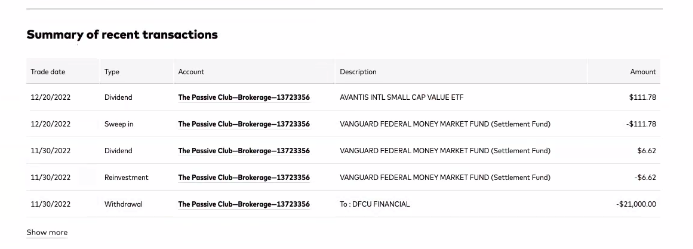 Summary of recent transactions
Trade date Type Account Description Amount
12/20/2022 Dividend The Passive Club—Brokerage—13723356 AVANTIS INTL SMALL CAP VALUE ETF $111.78
12/20/2022 Sweep in The Passive Club—Brokerage—13723356 VANGUARD FEDERAL MONEY MARKET FUND (Settlement Fund) -$111.78
11/30/2022 Dividend The Passive Club—Brokerage—13723356 VANGUARD FEDERAL MONEY MARKET FUND (Settlement Fund) $6.62
11/30/2022 Reinvestment The Passive Club—Brokerage—13723356 VANGUARD FEDERAL MONEY MARKET FUND (Settlement Fund) -$6.62
11/30/2022 Withdrawal The Passive Club—Brokerage—13723356 To : DFCU FINANCIAL -$21,000.00
Show more